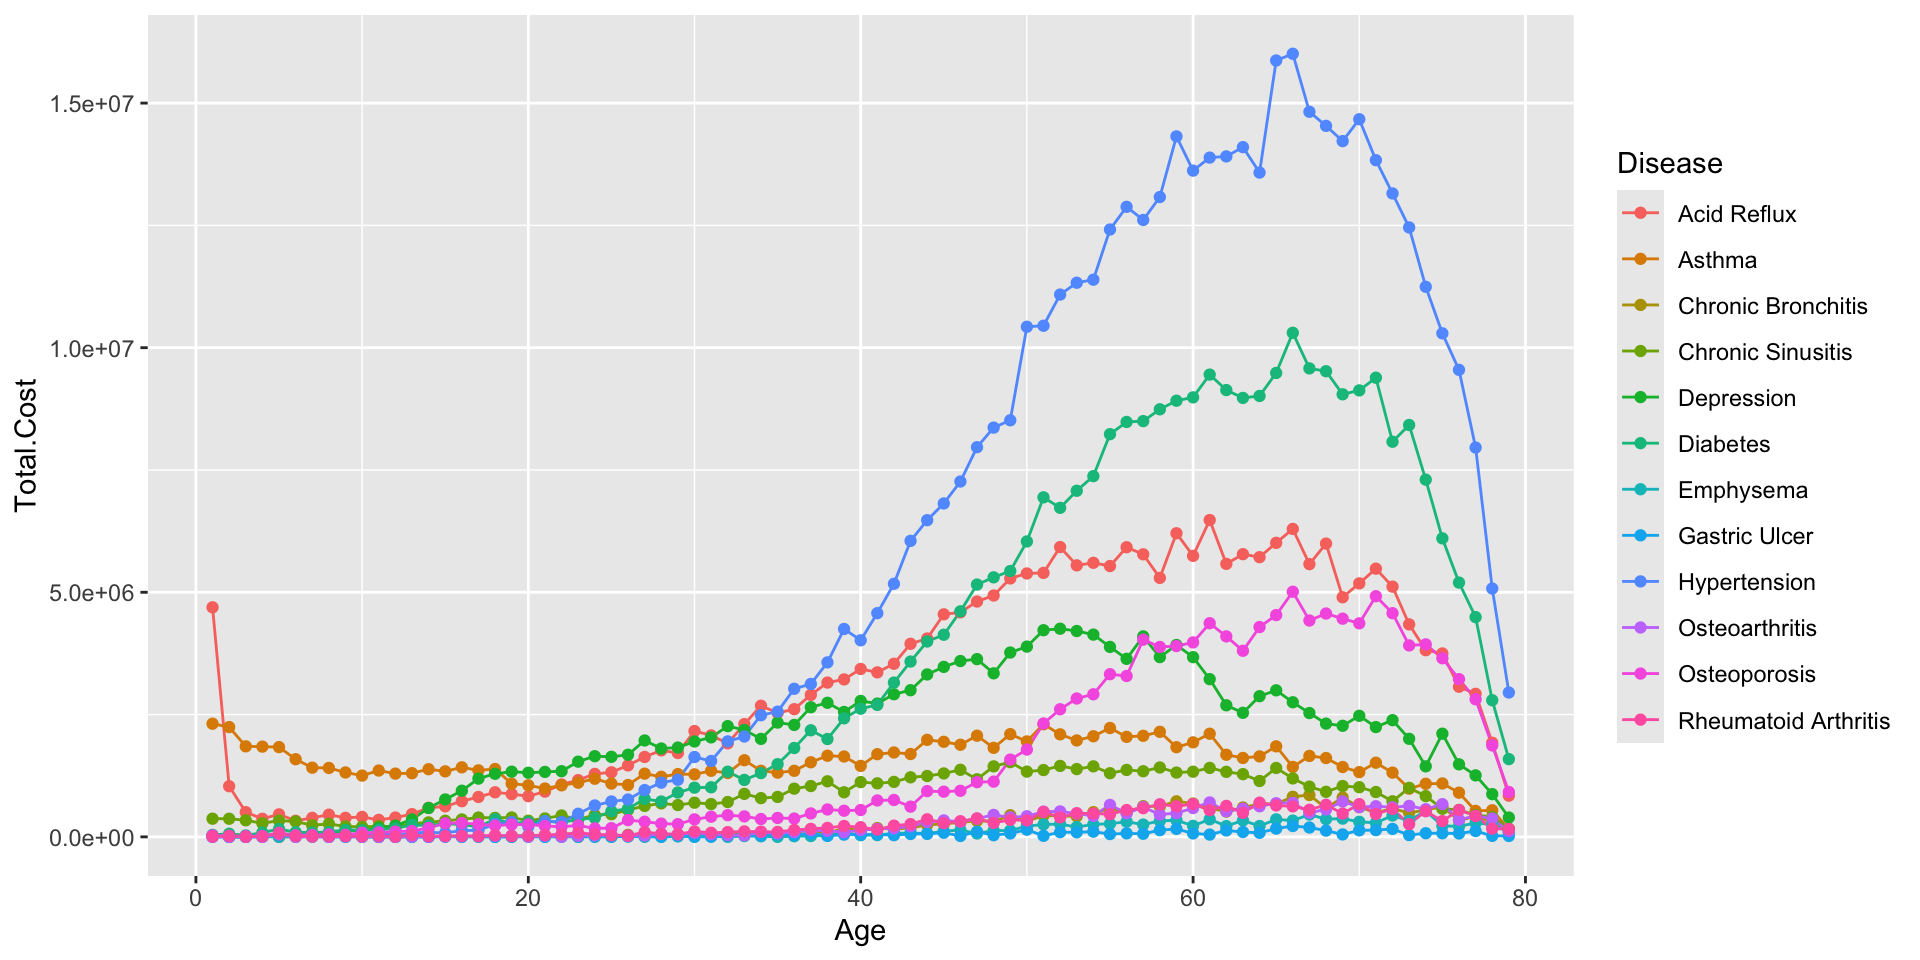 1.5e+07
1.0e+07
5.0e+06
0.0e+00
Total.Cost
0
20
40
60
80
Age
Disease
Acid Reflux
Asthma
Chronic Bronchitis
Chronic Sinusitis
Depression
Diabetes
Emphysema
Gastric Ulcer
Hypertension
Osteoarthritis
Osteoporosis
Rheumatoid Arthritis